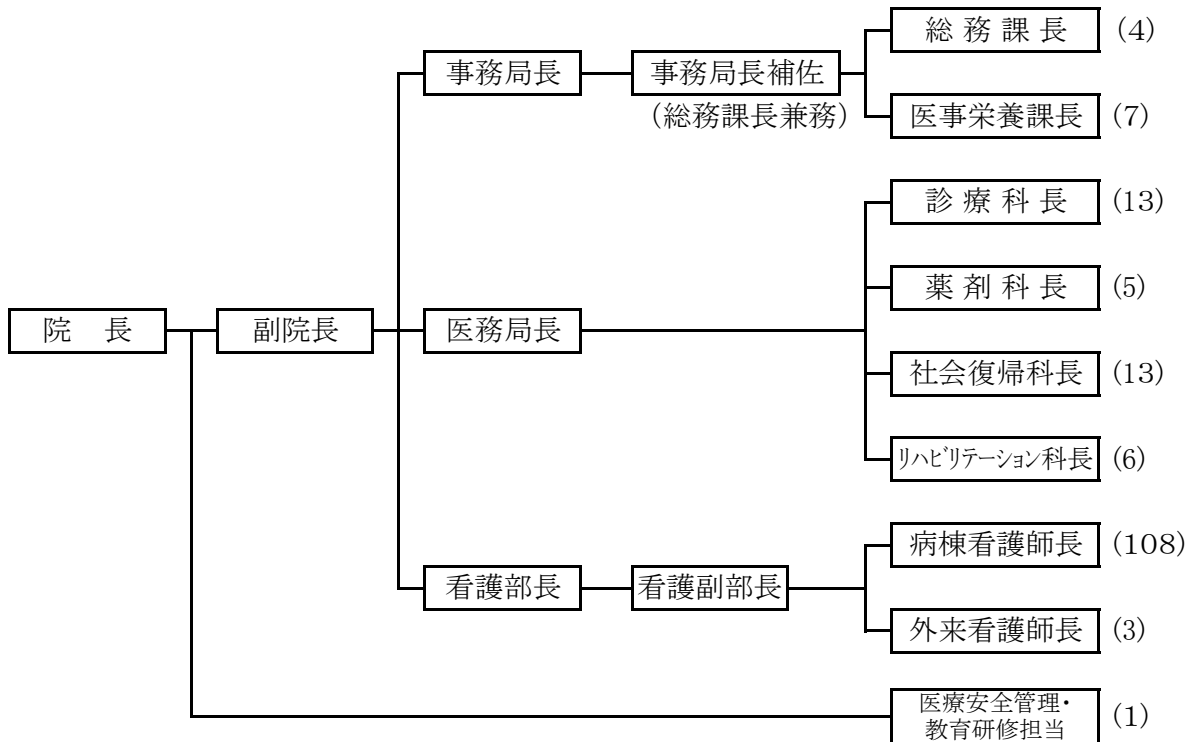 総務課長 (4)
事務局長 事務局長補佐
(総務課長兼務) 医事栄養課長 (7)
診療科長 (13)
薬剤科長 (5)
院長 副院長 医務局長
社会復帰科長 (13)
リハビリテーション科長 (6)
病棟看護師長 (108)
看護部長 看護副部長
外来看護師長 (3)
医療安全管理・
教育研修担当 (1)